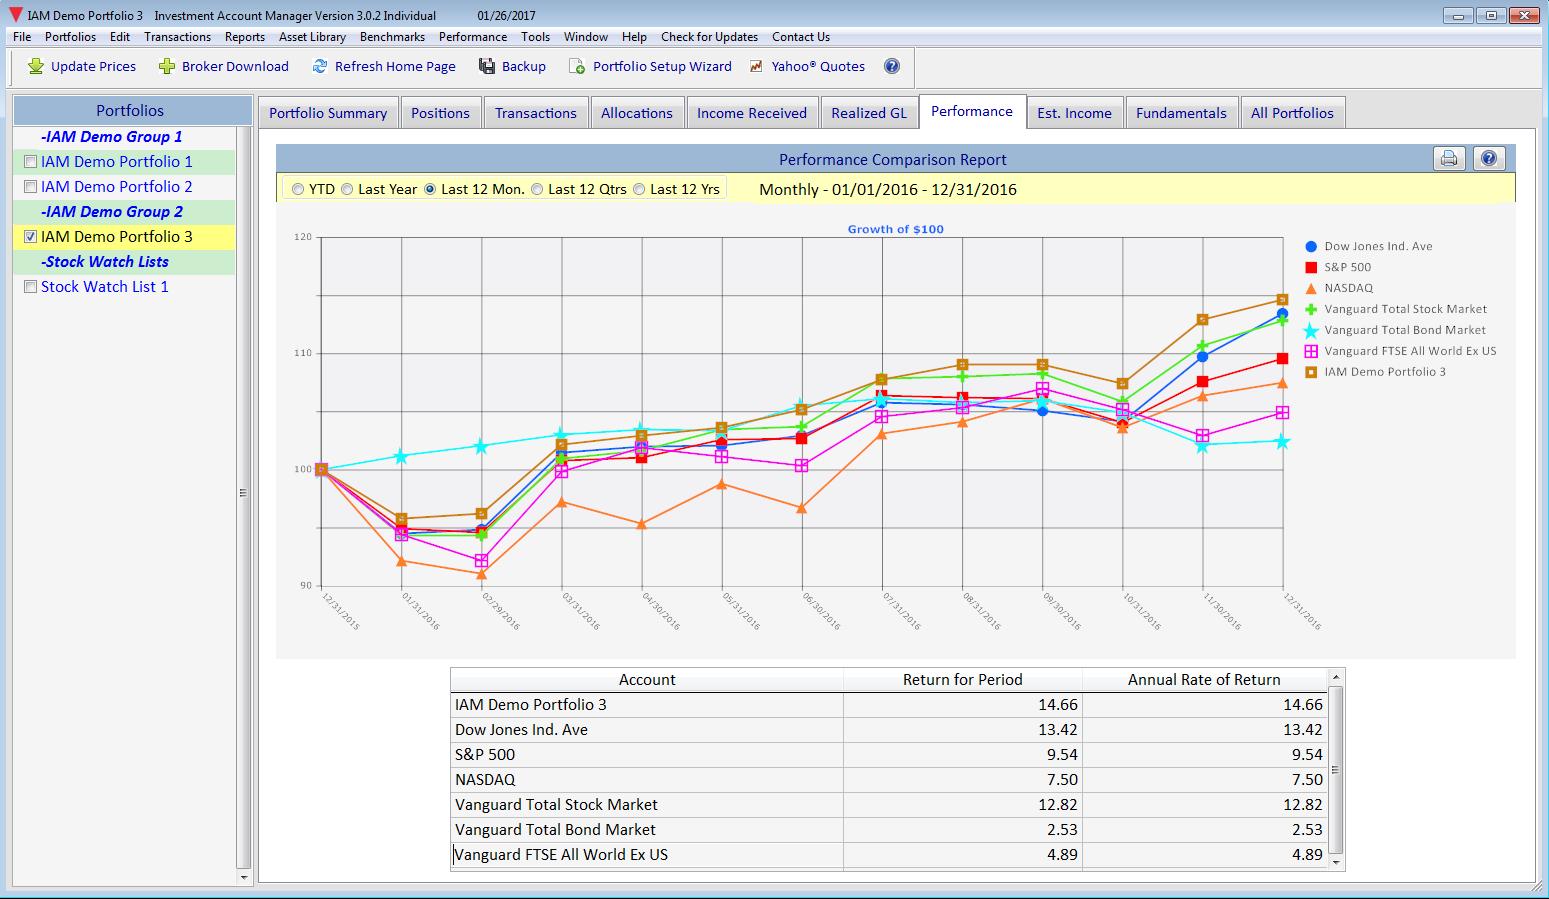 IAM Demo Portfolio 3 Investment Account Manager Version 3.0.2 Individual 01/26/2017
File Portfolios Edit Transactions Reports Asset Library Benchmarks Performance Tools Window Help Check for Updates Contact Us
Update Prices Broker Download Refresh Home Page Backup Portfolio Setup Wizard Yahoo® Quotes
Portfolios
-IAM Demo Group 1
IAM Demo Portfolio 1
IAM Demo Portfolio 2
-IAM Demo Group 2
IAM Demo Portfolio 3
-Stock Watch Lists
Stock Watch List 1
Portfolio Summary Positions Transactions Allocations Income Received Realized GL Performance Est. Income Fundamentals All Portfolios
Performance Comparison Report
YTD Last Year Last 12 Mon. Last 12 Qtrs Last 12 Yrs Monthly - 01/01/2016 - 12/31/2016
Growth of $100
120
110
100
90
12/31/2015 01/31/2016 02/29/2016 03/31/2016 04/30/2016 05/31/2016 06/30/2016 07/31/2016 08/31/2016 09/30/2016 10/31/2016 11/30/2016 12/31/2016
Dow Jones Ind. Ave
S&P 500
NASDAQ
Vanguard Total Stock Market
Vanguard Total Bond Market
Vanguard FTSE All World Ex US
IAM Demo Portfolio 3
Account Return for Period Annual Rate of Return
IAM Demo Portfolio 3 14.66 14.66
Dow Jones Ind. Ave 13.42 13.42
S&P 500 9.54 9.54
NASDAQ 7.50 7.50
Vanguard Total Stock Market 12.82 12.82
Vanguard Total Bond Market 2.53 2.53
Vanguard FTSE All World Ex US 4.89 4.89